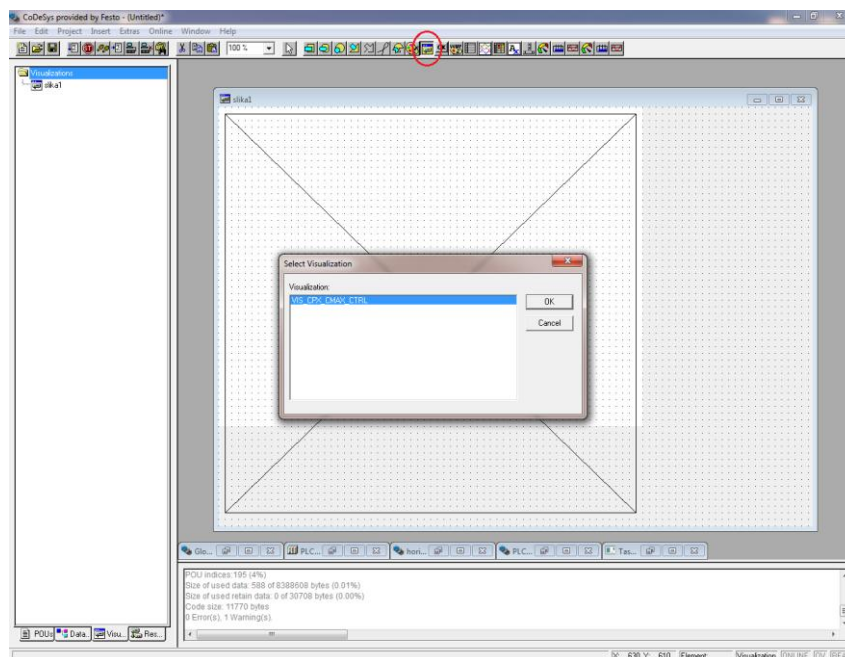 CoDeSys provided by Festo - (Untitled)*
File Edit Project Insert Extras Online Window Help
100 %
Visualizations
slika1
slika1
Select Visualization
Visualization:
VIS_CPX_CMAX_CTRL
OK
Cancel
Glo... PLC... hori... PLC... Tas...
POU indices:195 (4%)
Size of used data: 588 of 8388608 bytes (0.01%)
Size of used retain data: 0 of 30708 bytes (0.00%)
Code size: 11770 bytes
0 Error(s), 1 Warning(s).
POUs Data... Visu... Res...
X: 630 Y: 610 Element: Visualization ONLINE OV